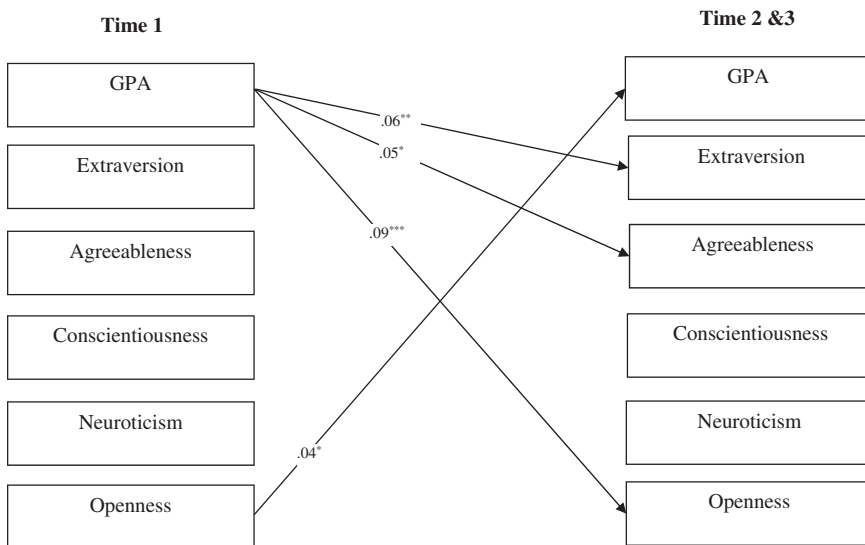 Time 1
GPA
Extraversion
Agreeableness
Conscientiousness
Neuroticism
Openness
.06**
.05*
.09***
.04*
Time 2 &3
GPA
Extraversion
Agreeableness
Conscientiousness
Neuroticism
Openness